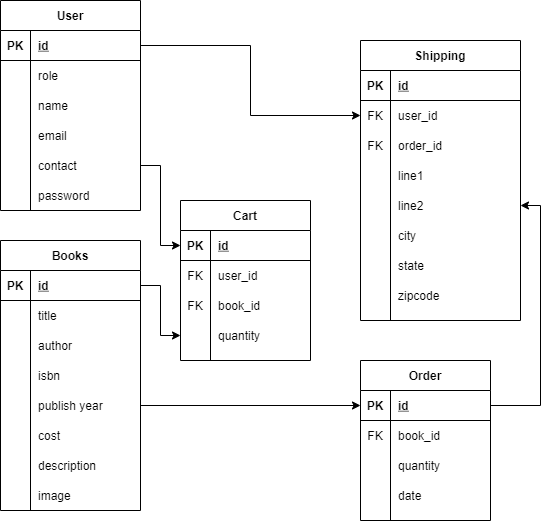 User
PK id
role
name
email
contact
password
Shipping
PK id
FK user_id
FK order_id
line1
line2
city
state
zipcode
Cart
PK id
FK user_id
FK book_id
quantity
Books
PK id
title
author
isbn
publish year
cost
description
image
Order
PK id
FK book_id
quantity
date